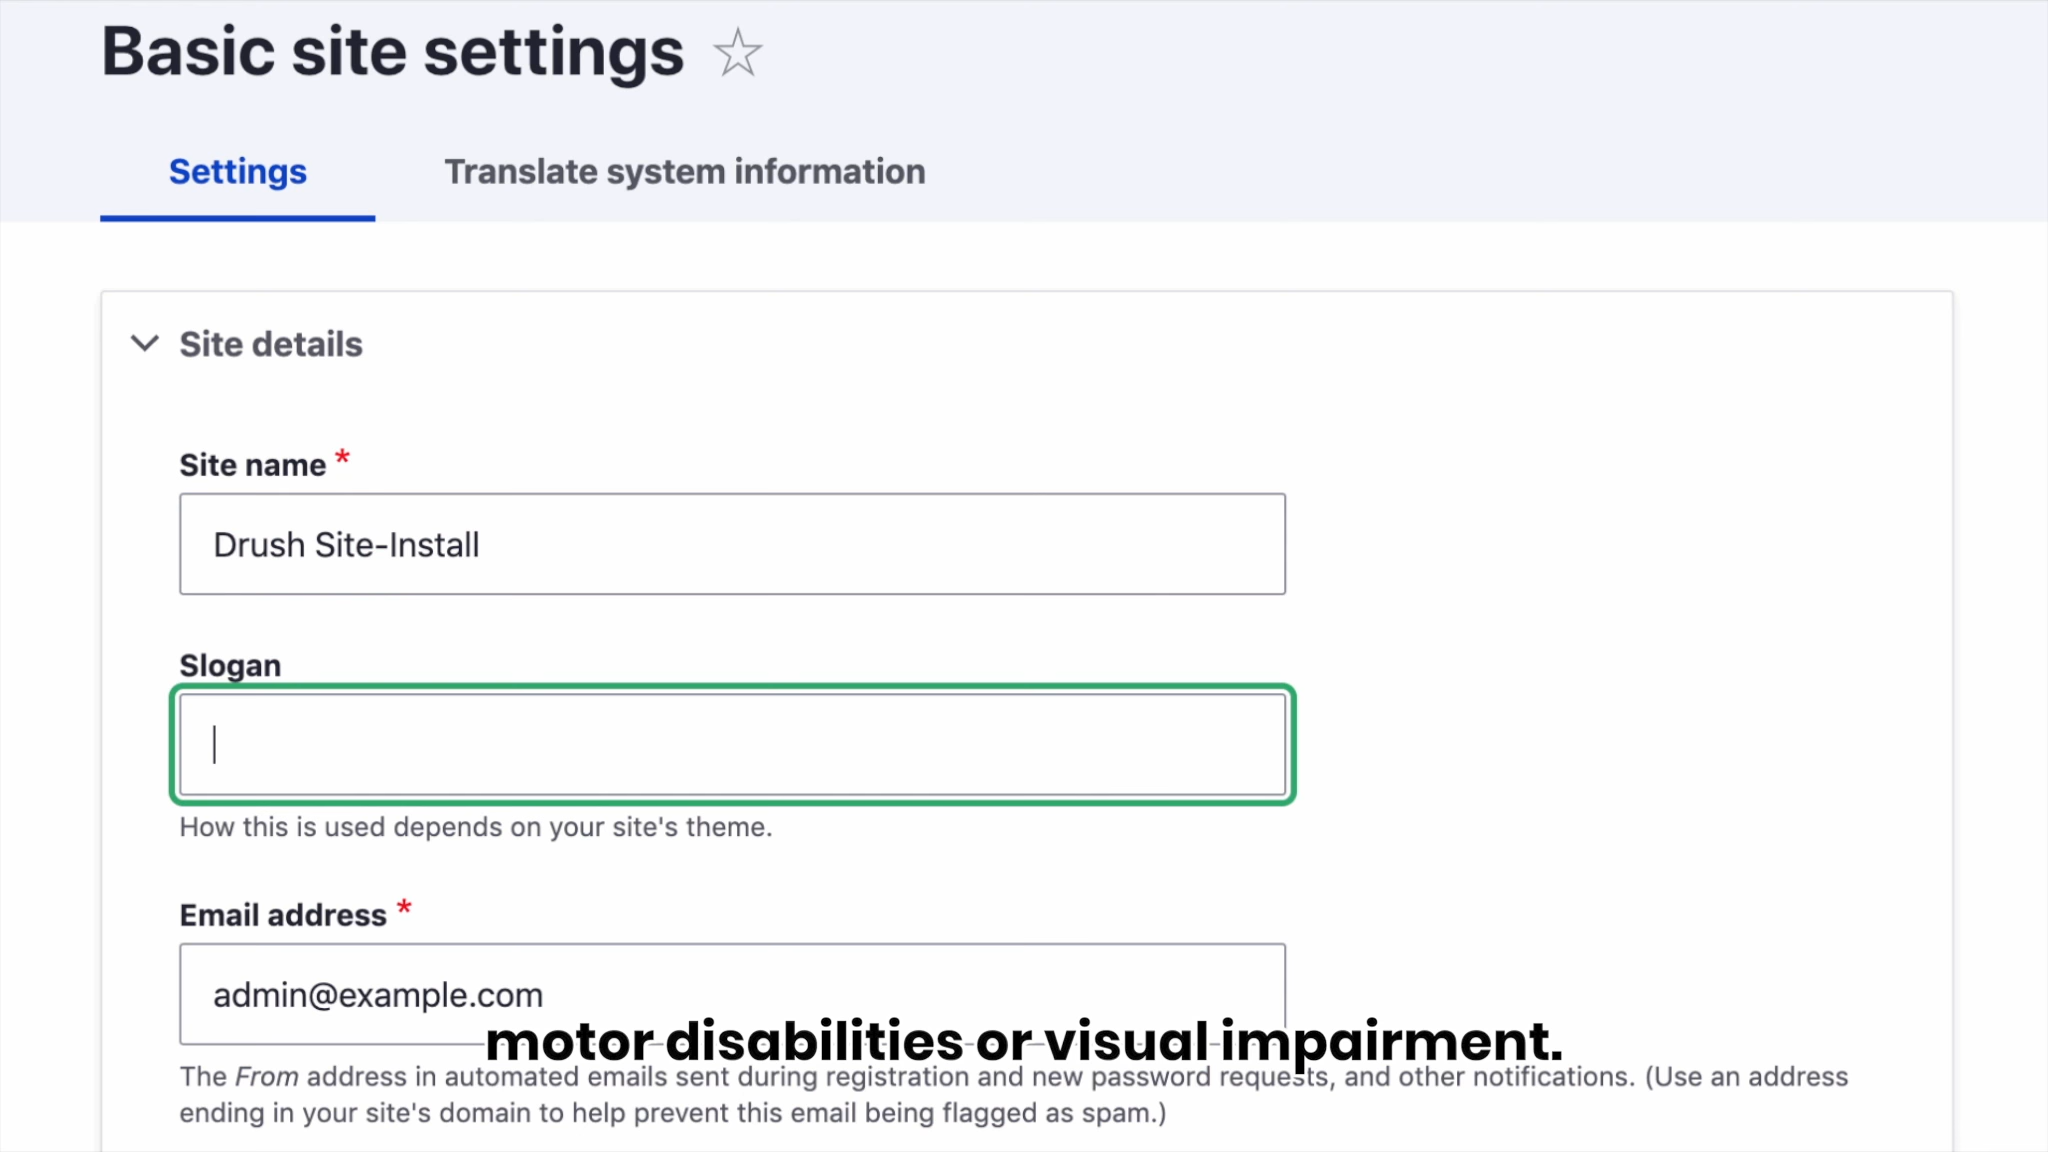 Basic site settings
Settings
Translate system information
Site details
Site name *
Drush Site-Install
Slogan
How this is used depends on your site's theme.
Email address *
admin@example.com
motor disabilities or visual impairment.
The From address in automated emails sent during registration and new password requests, and other notifications. (Use an address
ending in your site's domain to help prevent this email being flagged as spam.)